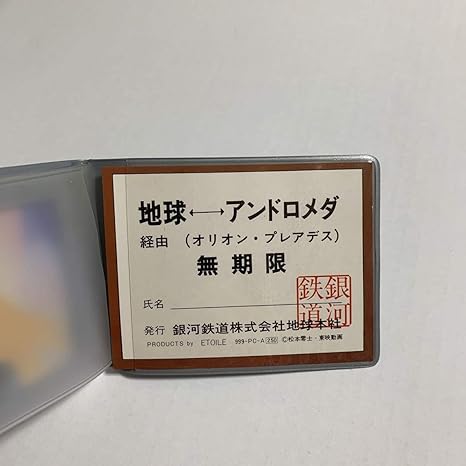 地球←→アンドロメダ
経由 (オリオン・プレアデス)
無期限
氏名
銀河鉄道
発行 銀河鉄道株式会社地球本社
PRODUCTS by ETOILE 999-PC-A 250 ©松本零士・東映動画